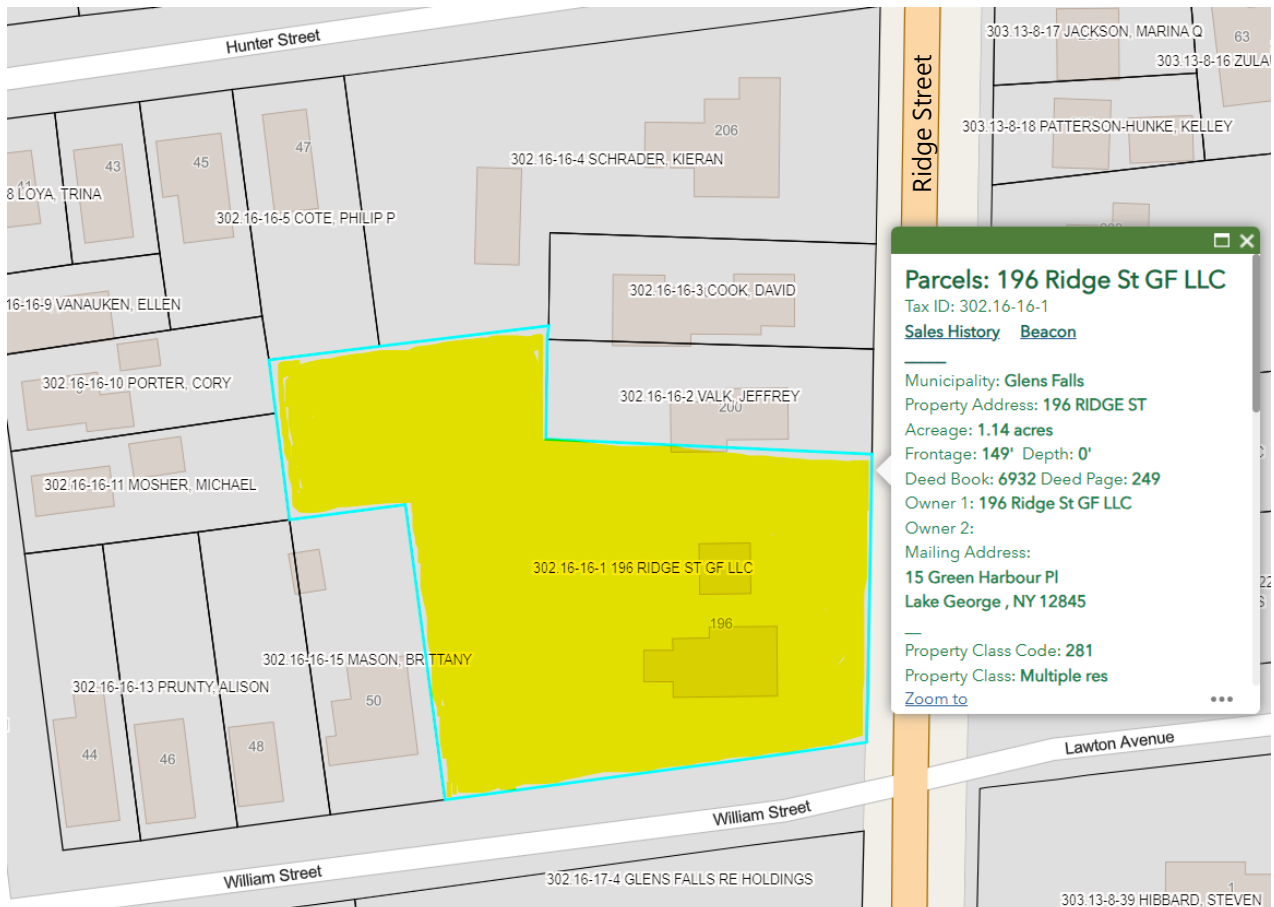 Hunter Street
Ridge Street
303.13-8-17 JACKSON, MARINA Q
63
303.13-8-16 ZULA
303.13-8-18 PATTERSON-HUNKE, KELLEY
206
302.16-16-4 SCHRADER, KIERAN
43
45
47
8 LOYA, TRINA
302.16-16-5 COTE, PHILIP P
16-16-9 VANAUKEN, ELLEN
302.16-16-3 COOK, DAVID
302.16-16-10 PORTER, CORY
302.16-16-2 VALK, JEFFREY
200
302.16-16-11 MOSHER, MICHAEL
302.16-16-1 196 RIDGE ST GF LLC
196
302.16-16-15 MASON, BRITTANY
302.16-16-13 PRUNTY, ALISON
50
44
46
48
Parcels: 196 Ridge St GF LLC
Tax ID: 302.16-16-1
Sales History Beacon
Municipality: Glens Falls
Property Address: 196 RIDGE ST
Acreage: 1.14 acres
Frontage: 149' Depth: 0'
Deed Book: 6932 Deed Page: 249
Owner 1: 196 Ridge St GF LLC
Owner 2:
Mailing Address:
15 Green Harbour Pl
Lake George , NY 12845
Property Class Code: 281
Property Class: Multiple res
Zoom to
Lawton Avenue
William Street
William Street
302.16-17-4 GLENS FALLS RE HOLDINGS
1
303.13-8-39 HIBBARD, STEVEN